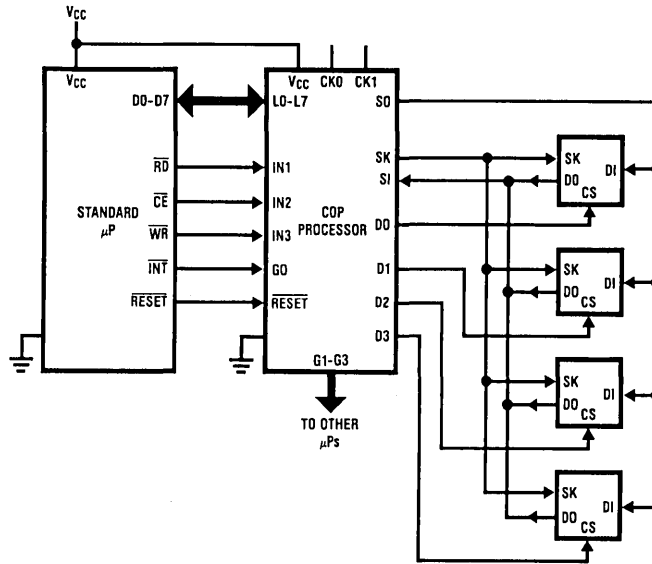 VCC
VCC
D0-D7
RD
CE
WR
INT
RESET
STANDARD
μP
VCC
CK0
CK1
L0-L7
IN1
IN2
IN3
GO
RESET
COP
PROCESSOR
G1-G3
SO
SK
SI
D0
D1
D2
D3
TO OTHER
μPs
SK
DO
CS
DI
SK
DO
CS
DI
SK
DO
CS
DI
SK
DO
CS
DI